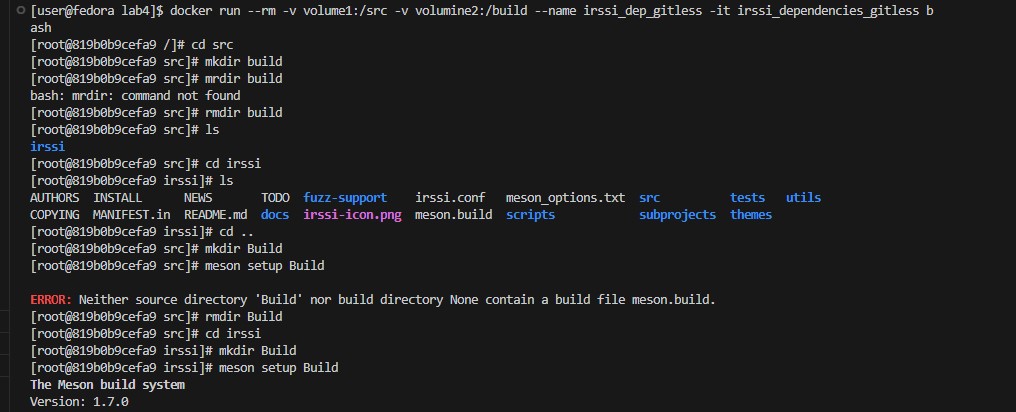 [user@fedora lab4]$ docker run --rm -v volume1:/src -v volumine2:/build --name irssi_dep_gitless -it irssi_dependencies_gitless b
ash
[root@819b0b9cefa9 /]# cd src
[root@819b0b9cefa9 src]# mkdir build
[root@819b0b9cefa9 src]# mrdir build
bash: mrdir: command not found
[root@819b0b9cefa9 src]# rmdir build
[root@819b0b9cefa9 src]# ls
irssi
[root@819b0b9cefa9 src]# cd irssi
[root@819b0b9cefa9 irssi]# ls
AUTHORS  INSTALL      NEWS       TODO  fuzz-support    irssi.conf   meson_options.txt  src          tests   utils
COPYING  MANIFEST.in  README.md  docs  irssi-icon.png  meson.build  scripts            subprojects  themes
[root@819b0b9cefa9 irssi]# cd ..
[root@819b0b9cefa9 src]# mkdir Build
[root@819b0b9cefa9 src]# meson setup Build
ERROR: Neither source directory 'Build' nor build directory None contain a build file meson.build.
[root@819b0b9cefa9 src]# rmdir Build
[root@819b0b9cefa9 src]# cd irssi
[root@819b0b9cefa9 irssi]# mkdir Build
[root@819b0b9cefa9 irssi]# meson setup Build
The Meson build system
Version: 1.7.0